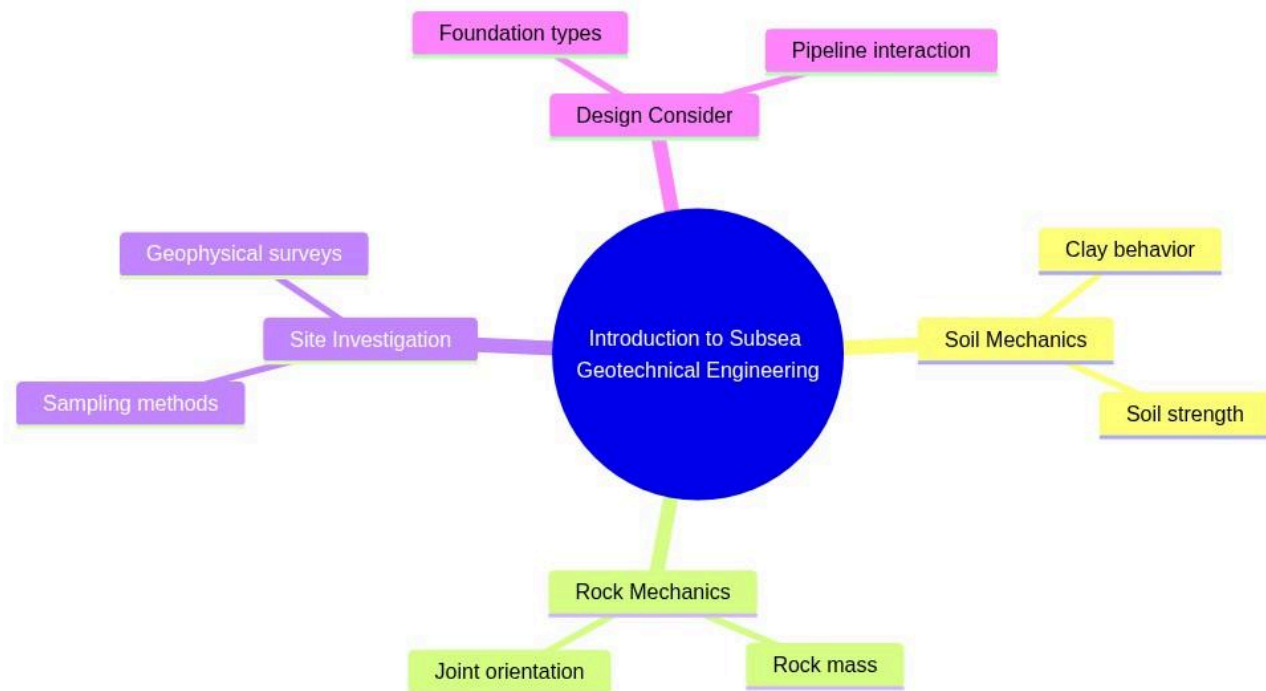 Foundation types
Pipeline interaction
Design Consider
Geophysical surveys
Clay behavior
Site Investigation
Introduction to Subsea
Geotechnical Engineering
Soil Mechanics
Sampling methods
Soil strength
Rock Mechanics
Joint orientation
Rock mass